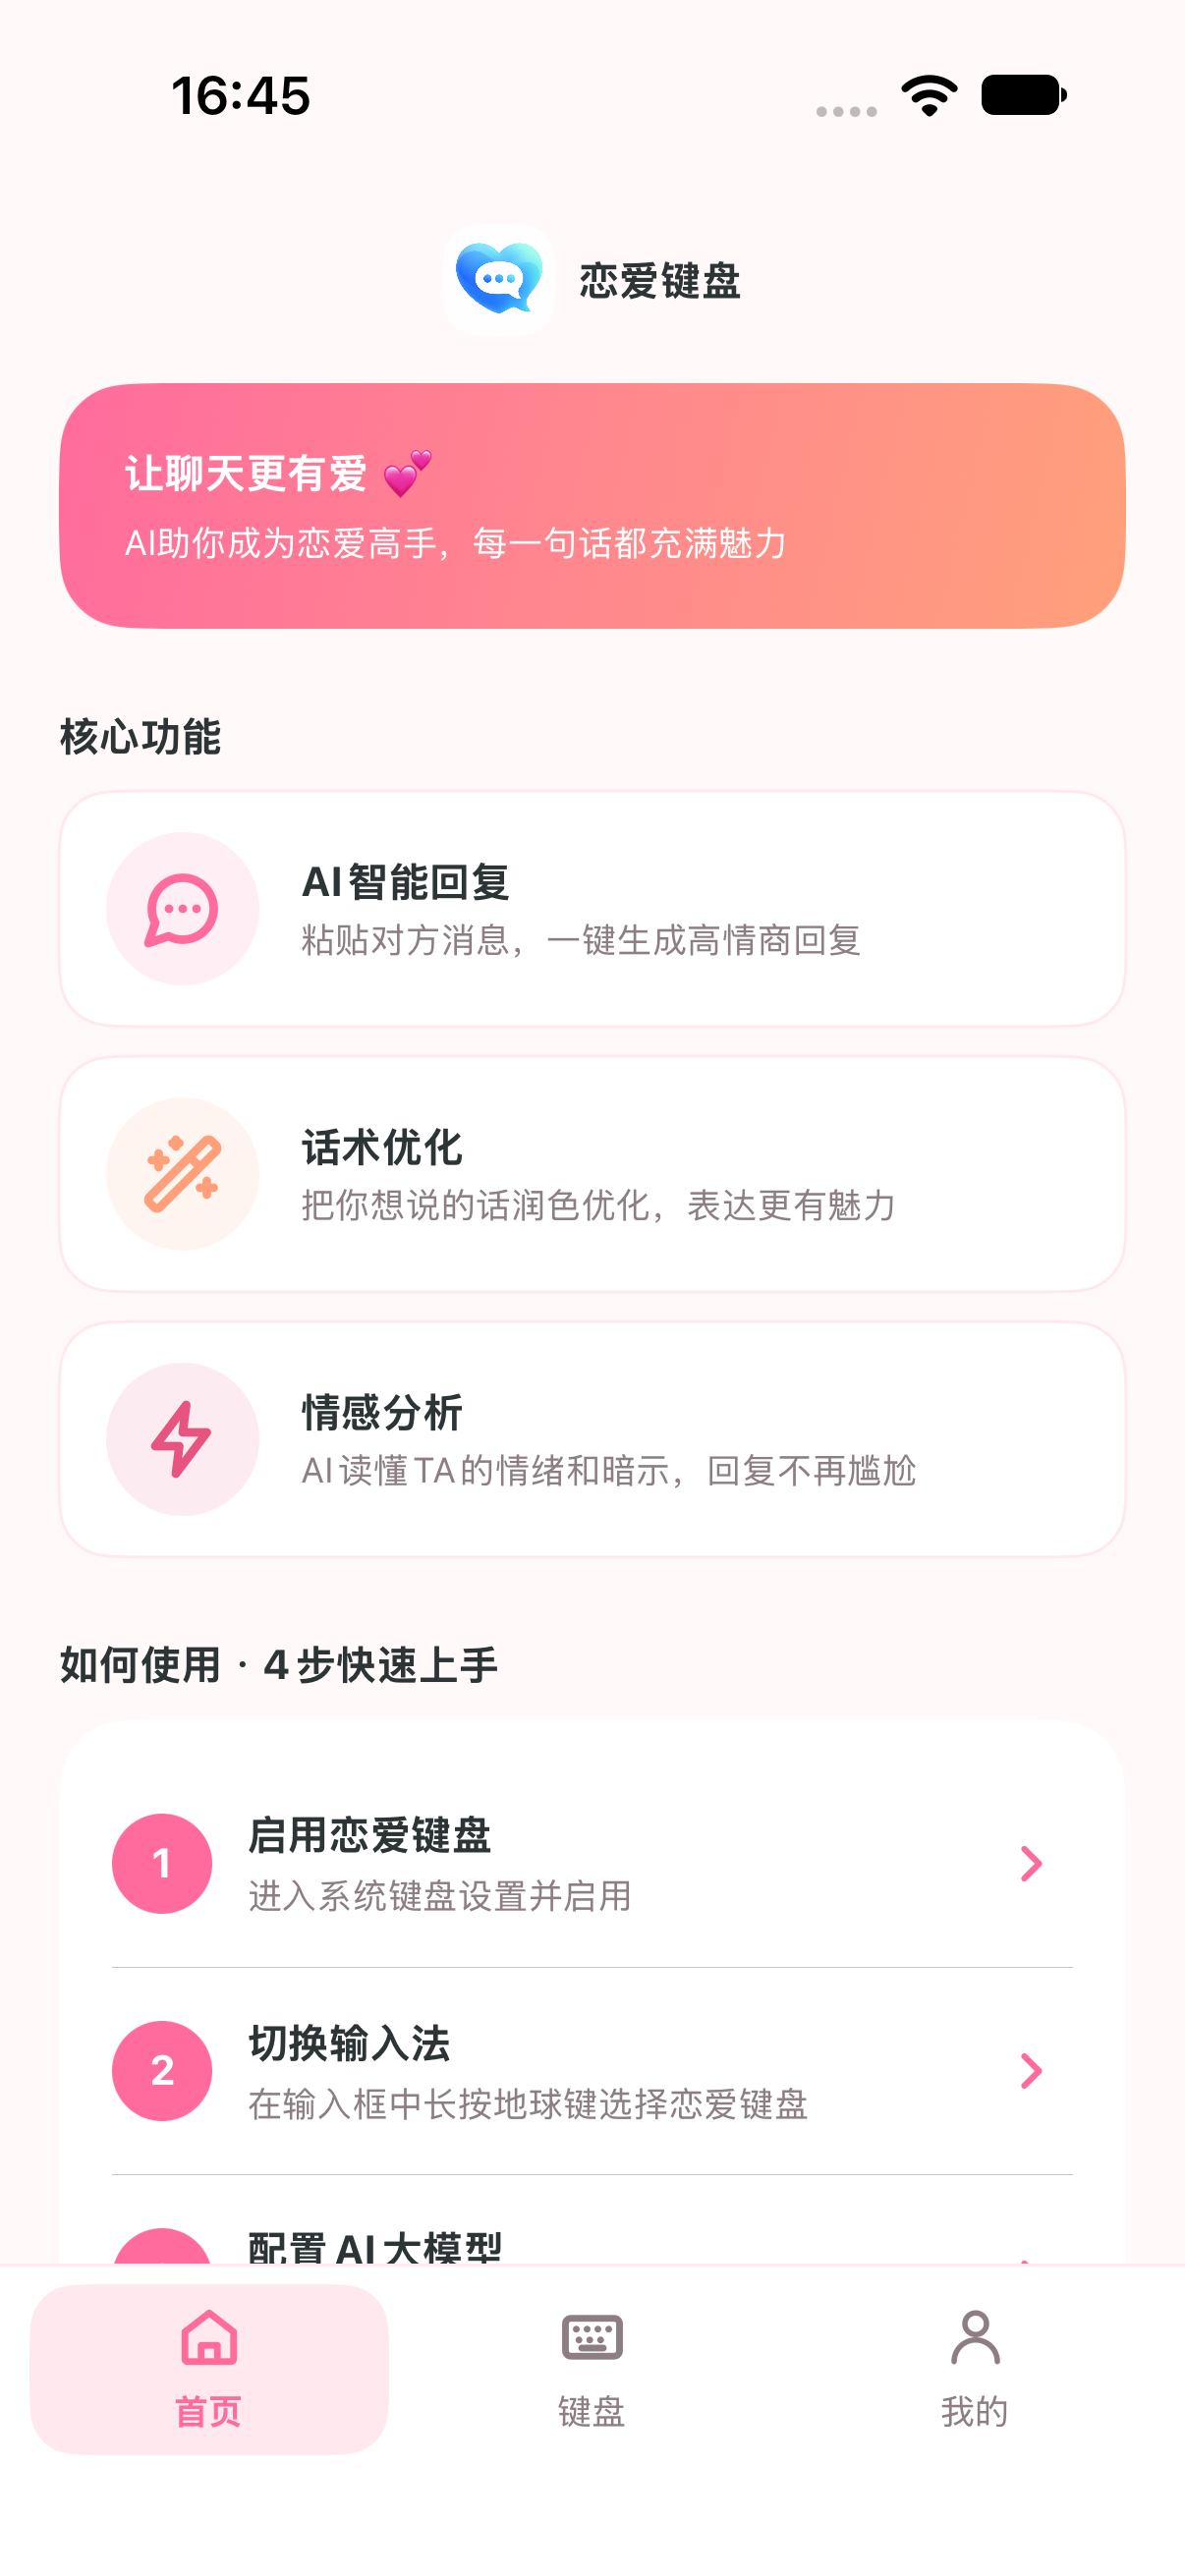 16:45
恋爱键盘
让聊天更有爱 💕
AI助你成为恋爱高手，每一句话都充满魅力
核心功能
AI 智能回复
粘贴对方消息，一键生成高情商回复
话术优化
把你想说的话润色优化，表达更有魅力
情感分析
AI 读懂 TA 的情绪和暗示，回复不再尴尬
如何使用 · 4 步快速上手
1
启用恋爱键盘
进入系统键盘设置并启用
2
切换输入法
在输入框中长按地球键选择恋爱键盘
配置 AI 大模型
首页
键盘
我的